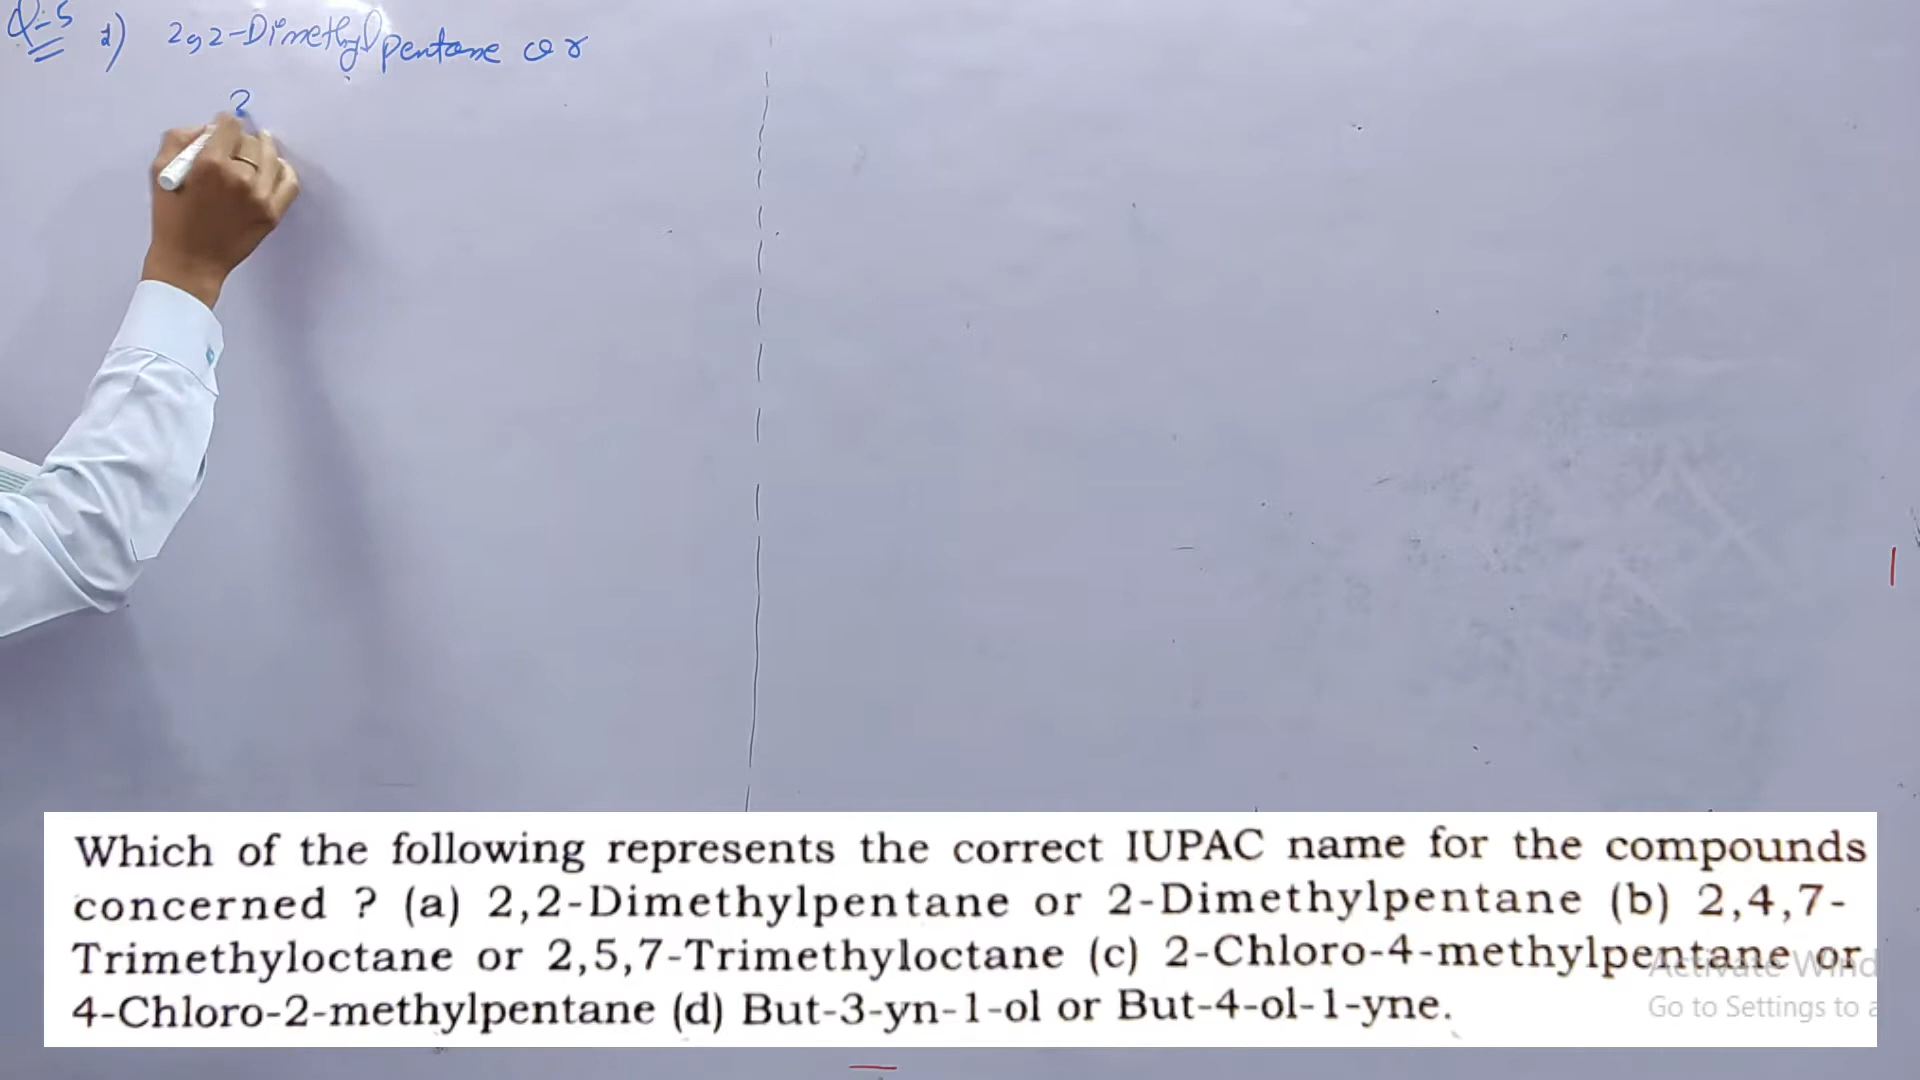 Q-5 1) 2,2-Dimethylpentane or
2
Which of the following represents the correct IUPAC name for the compounds
concerned ? (a) 2,2-Dimethylpentane or 2-Dimethylpentane (b) 2,4,7-
Trimethyloctane or 2,5,7-Trimethyloctane (c) 2-Chloro-4-methylpentane or
4-Chloro-2-methylpentane (d) But-3-yn-1-ol or But-4-ol-1-yne.
Activate Wind
Go to Settings to a